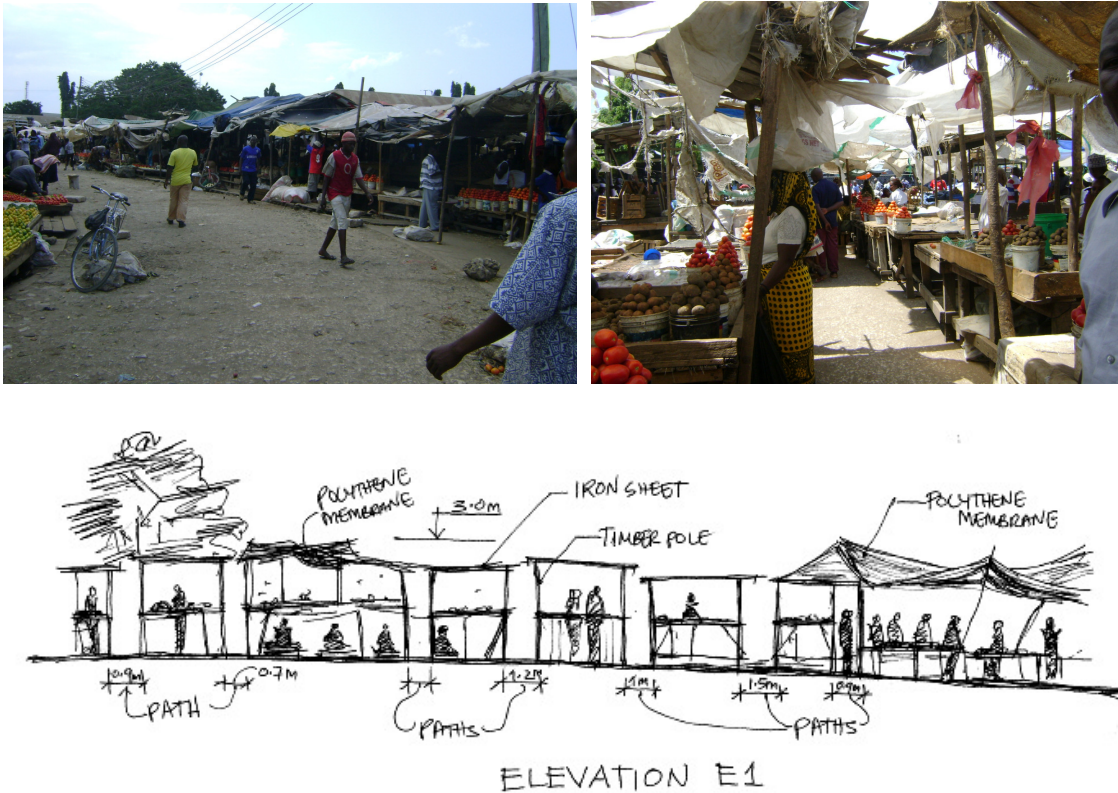 POLYTHENE
MEMBRANE
3.0m
IRON SHEET
TIMBER POLE
POLYTHENE
MEMBRANE
0.9m
0.7m
1.2m
1m
1.5m
0.9m
PATH
PATHS
PATHS
ELEVATION E1